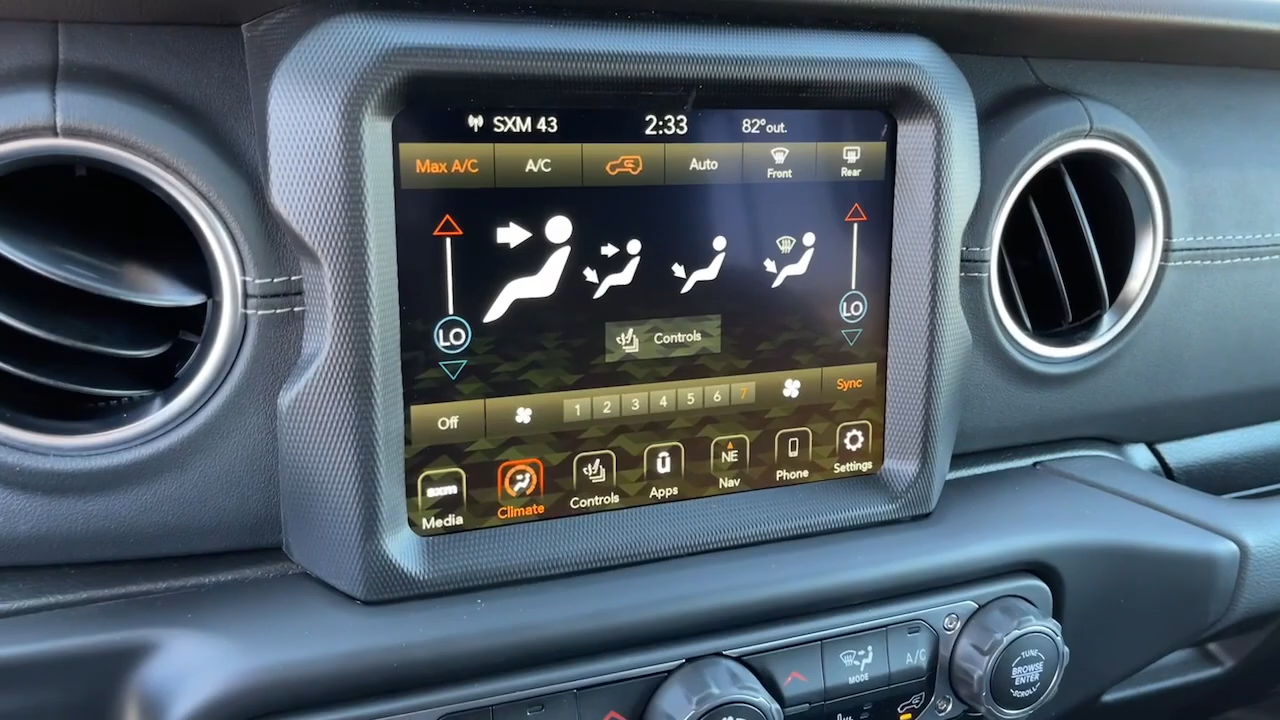 SXM 43 2:33 82°out.
Max A/C A/C Auto Front Rear
LO LO
Controls
Off 1 2 3 4 5 6 7 Sync
sxm NE
Media Climate Controls Apps Nav Phone Settings
MODE A/C
TUNE
BROWSE
ENTER
SCROLL